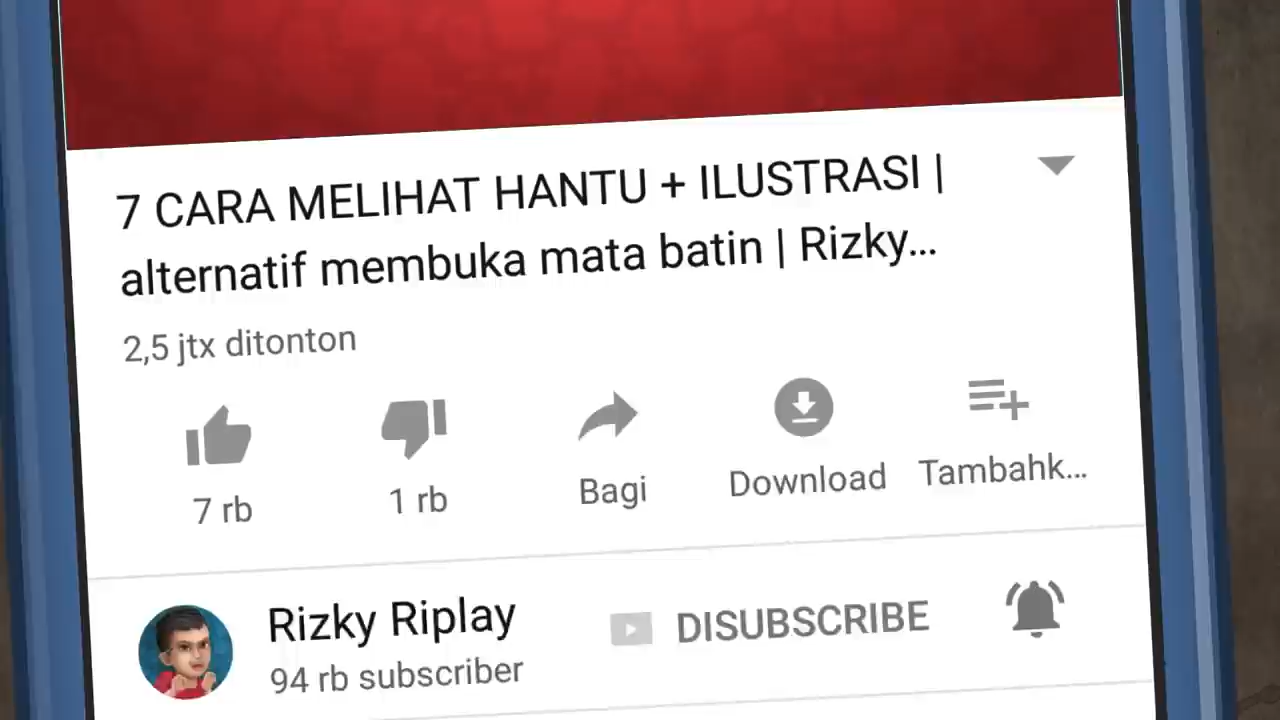 7 CARA MELIHAT HANTU + ILUSTRASI |
alternatif membuka mata batin | Rizky...
2,5 jtx ditonton
7 rb
1 rb
Bagi
Download
Tambahk...
Rizky Riplay
DISUBSCRIBE
94 rb subscriber